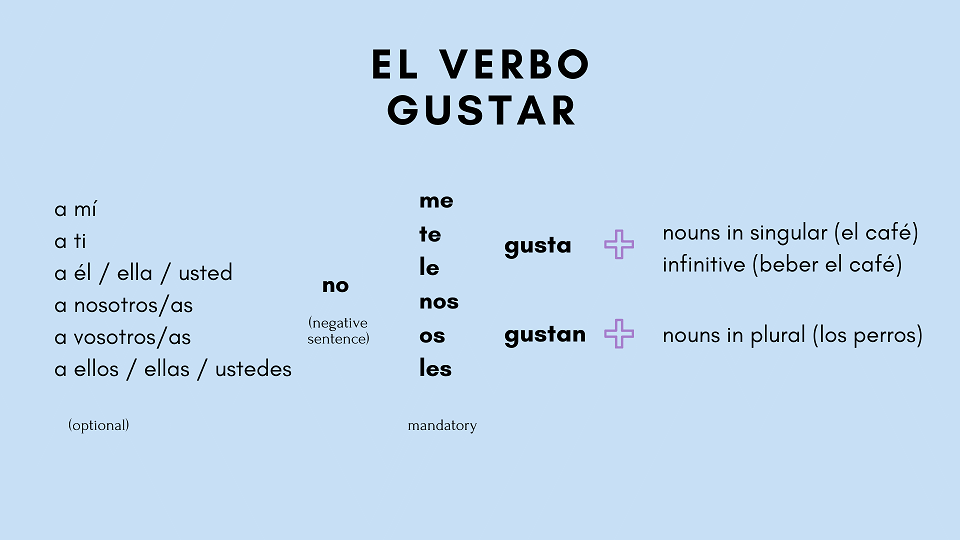 EL VERBO
GUSTAR
a mí
a ti
a él / ella / usted
a nosotros/as
a vosotros/as
a ellos / ellas / ustedes
(optional)
no
(negative
sentence)
me
te
le
nos
os
les
mandatory
gusta
gustan
nouns in singular (el café)
infinitive (beber el café)
nouns in plural (los perros)